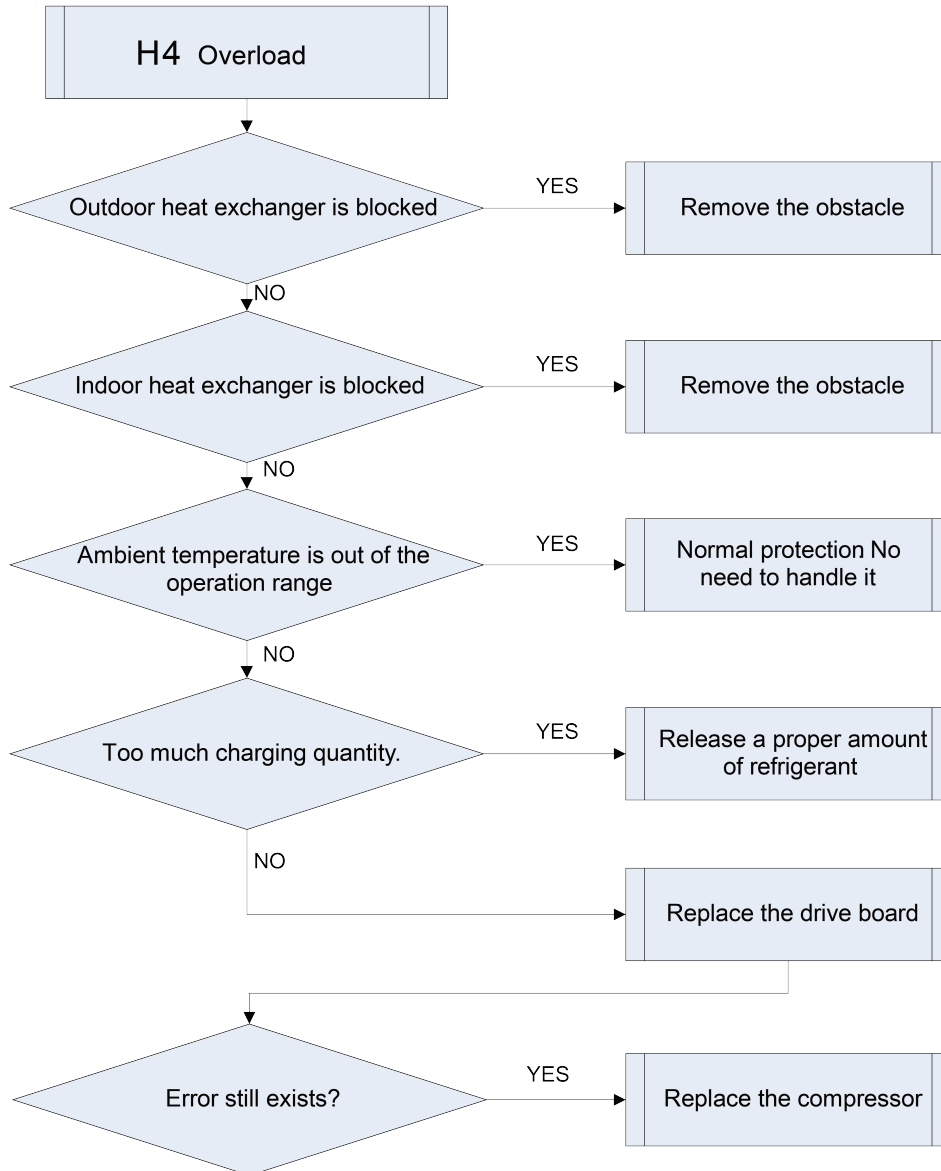 H4 Overload
Outdoor heat exchanger is blocked
YES
Remove the obstacle
NO
Indoor heat exchanger is blocked
YES
Remove the obstacle
NO
Ambient temperature is out of the
operation range
YES
Normal protection No
need to handle it
NO
Too much charging quantity.
YES
Release a proper amount
of refrigerant
NO
Replace the drive board
Error still exists?
YES
Replace the compressor